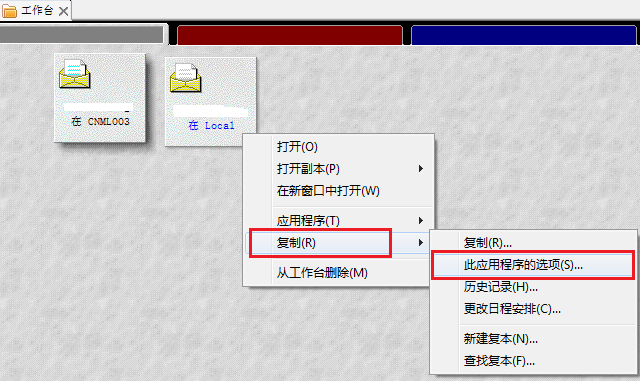 工作台
在 CNML003
在 Local
打开(O)
打开副本(P)
在新窗口中打开(W)
应用程序(T)
复制(R)
从工作台删除(M)
复制(R)...
此应用程序的选项(S)...
历史记录(H)...
更改日程安排(C)...
新建复本(N)...
查找复本(F)...